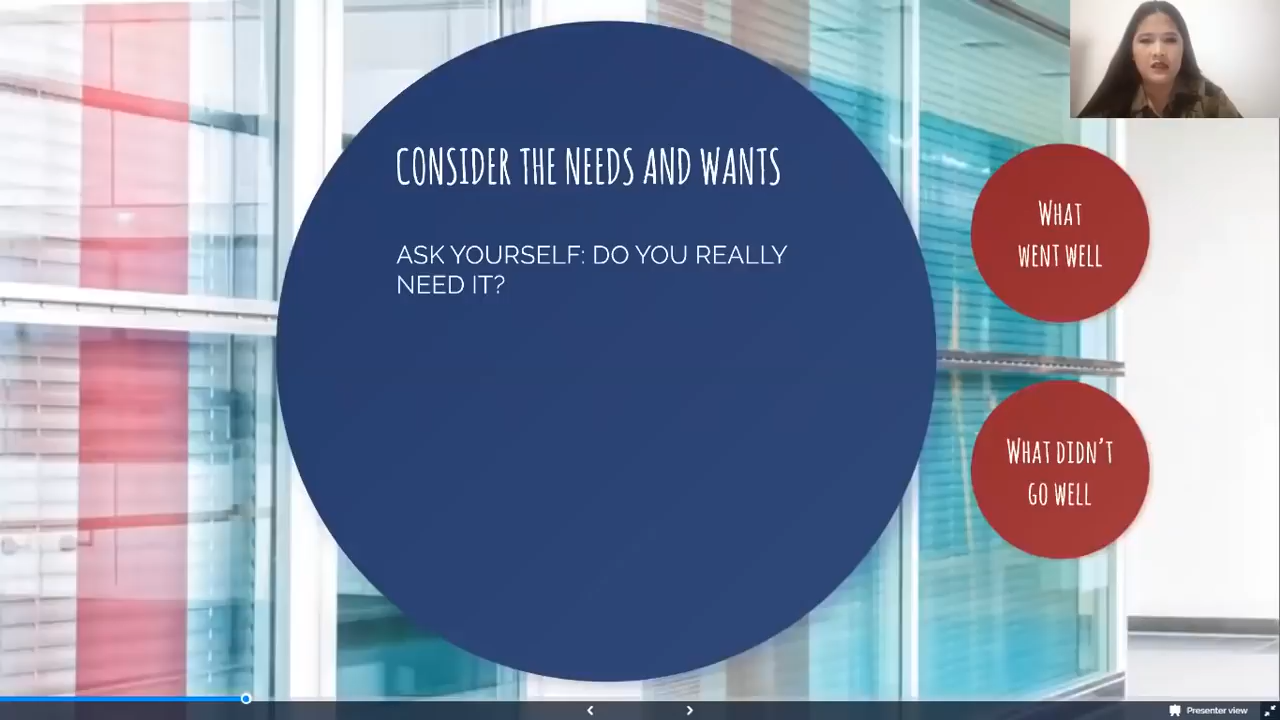 CONSIDER THE NEEDS AND WANTS
ASK YOURSELF: DO YOU REALLY
NEED IT?
WHAT
WENT WELL
WHAT DIDN'T
GO WELL
Presenter view